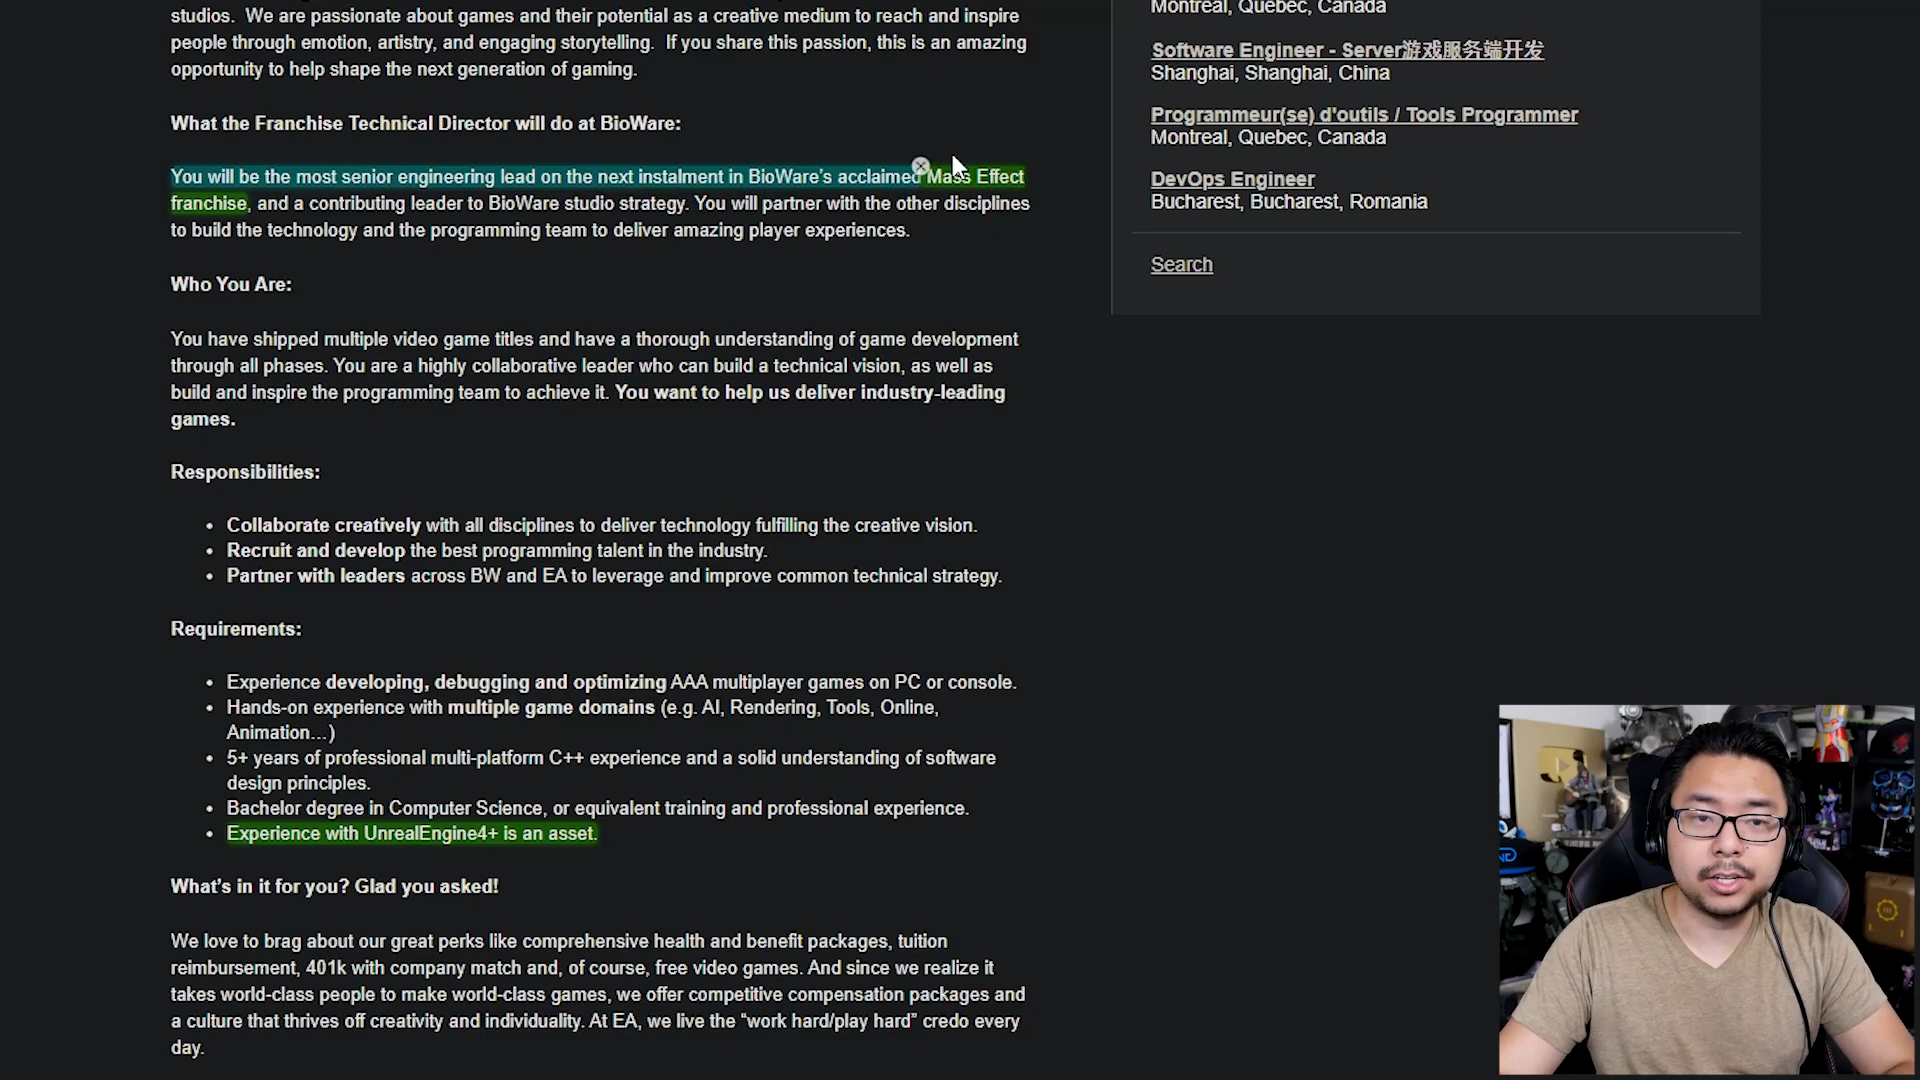 studios.  We are passionate about games and their potential as a creative medium to reach and inspire
people through emotion, artistry, and engaging storytelling.  If you share this passion, this is an amazing
opportunity to help shape the next generation of gaming.
What the Franchise Technical Director will do at BioWare:
You will be the most senior engineering lead on the next instalment in BioWare's acclaimed Mass Effect
franchise, and a contributing leader to BioWare studio strategy. You will partner with the other disciplines
to build the technology and the programming team to deliver amazing player experiences.
Who You Are:
You have shipped multiple video game titles and have a thorough understanding of game development
through all phases. You are a highly collaborative leader who can build a technical vision, as well as
build and inspire the programming team to achieve it. You want to help us deliver industry-leading
games.
Responsibilities:
• Collaborate creatively with all disciplines to deliver technology fulfilling the creative vision.
• Recruit and develop the best programming talent in the industry.
• Partner with leaders across BW and EA to leverage and improve common technical strategy.
Requirements:
• Experience developing, debugging and optimizing AAA multiplayer games on PC or console.
• Hands-on experience with multiple game domains (e.g. AI, Rendering, Tools, Online,
Animation...)
• 5+ years of professional multi-platform C++ experience and a solid understanding of software
design principles.
• Bachelor degree in Computer Science, or equivalent training and professional experience.
• Experience with UnrealEngine4+ is an asset.
What's in it for you? Glad you asked!
We love to brag about our great perks like comprehensive health and benefit packages, tuition
reimbursement, 401k with company match and, of course, free video games. And since we realize it
takes world-class people to make world-class games, we offer competitive compensation packages and
a culture that thrives off creativity and individuality. At EA, we live the “work hard/play hard” credo every
day.
Montreal, Quebec, Canada
Software Engineer - Server游戏服务端开发
Shanghai, Shanghai, China
Programmeur(se) d'outils / Tools Programmer
Montreal, Quebec, Canada
DevOps Engineer
Bucharest, Bucharest, Romania
Search